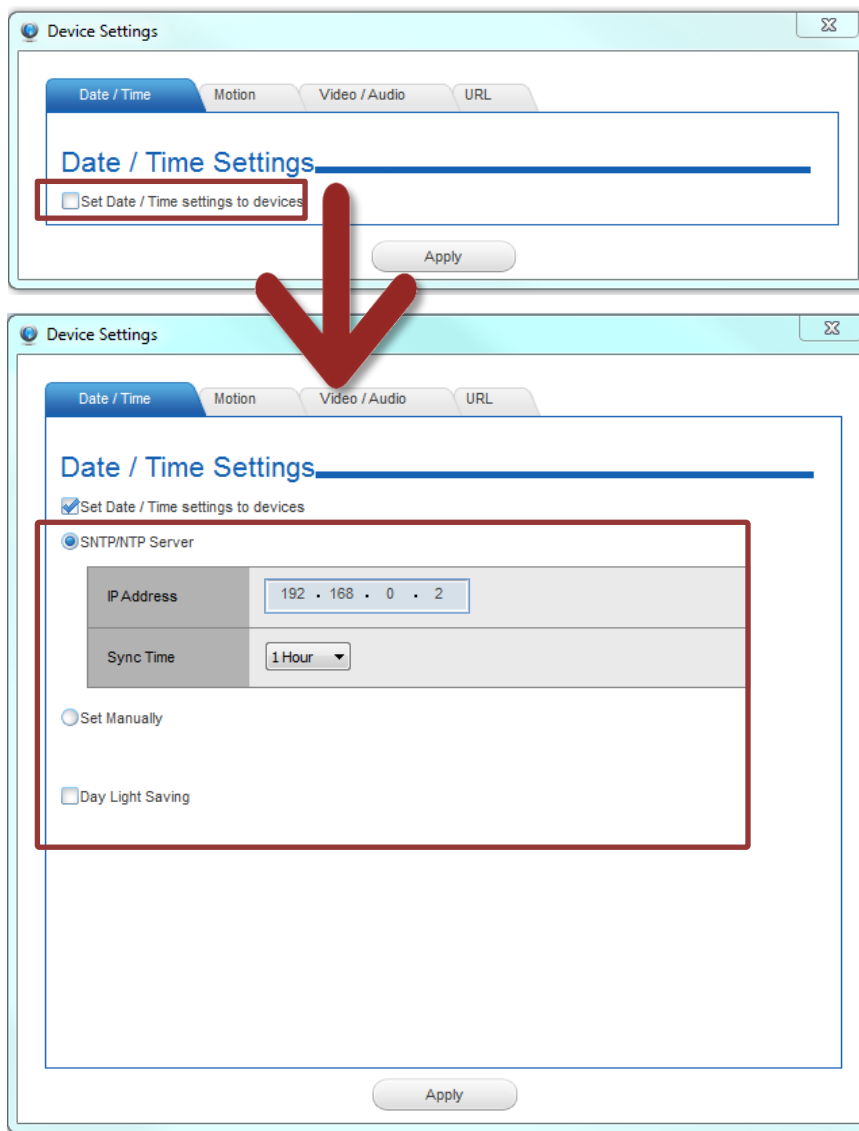 Device Settings
Date / Time Motion Video / Audio URL
Date / Time Settings
Set Date / Time settings to devices
Apply
Device Settings
Date / Time Motion Video / Audio URL
Date / Time Settings
Set Date / Time settings to devices
SNTP/NTP Server
IP Address 192 . 168 . 0 . 2
Sync Time 1 Hour
Set Manually
Day Light Saving
Apply